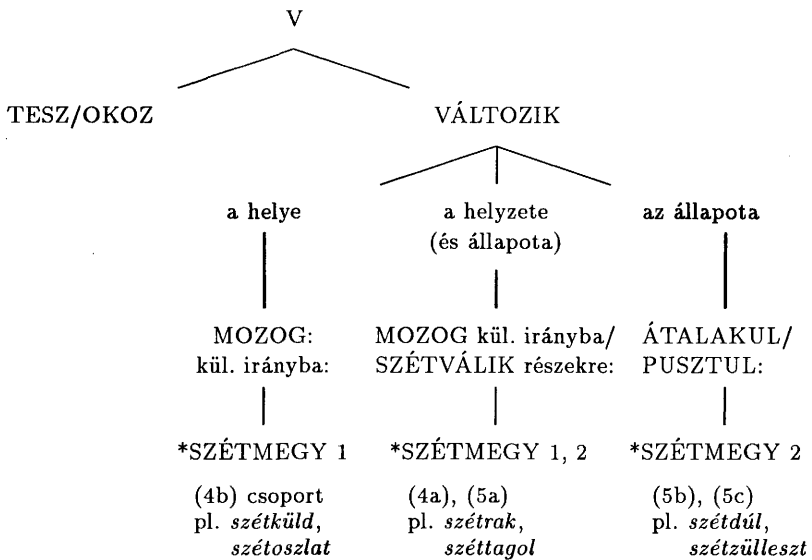 V
TESZ/OKOZ VÁLTOZIK
a helye a helyzete az állapota
(és állapota)
MOZOG: MOZOG kül. irányba/ ÁTALAKUL/
kül. irányba: SZÉTVÁLIK részekre: PUSZTUL:
*SZÉTMEGY 1 *SZÉTMEGY 1, 2 *SZÉTMEGY 2
(4b) csoport (4a), (5a) (5b), (5c)
pl. szétküld, pl. szétrak, pl. szétdúl,
szétoszlat széttagol szétzülleszt